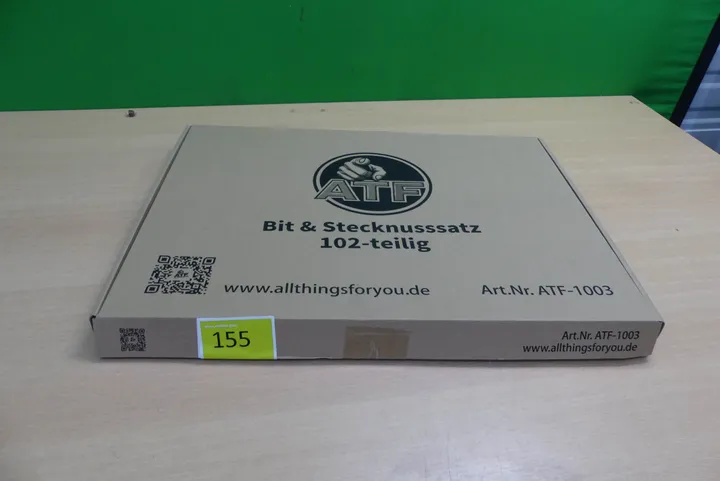 ATF
Bit & Stecknusssatz
102-teilig
www.allthingsforyou.de
Art.Nr. ATF-1003
155
Art.Nr. ATF-1003
www.allthingsforyou.de